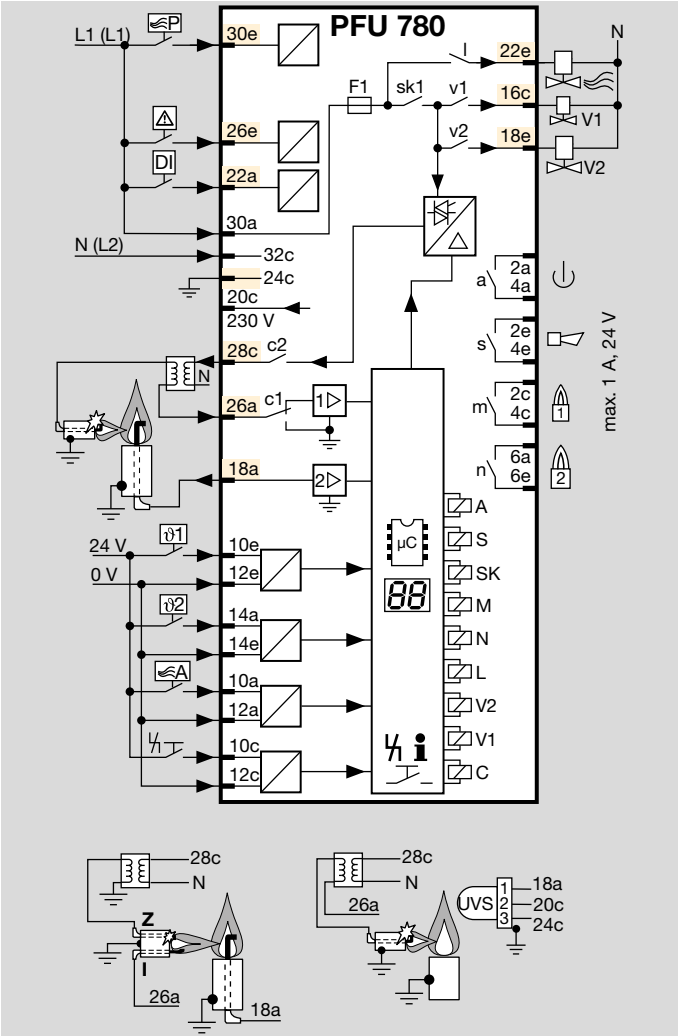 PFU 780
L1 (L1)
P
30e
l
22e
N
F1
sk1
v1
16c
V1
26e
v2
18e
V2
DI
22a
30a
N (L2)
32c
24c
20c
230 V
a
2a
4a
28c
c2
N
s
2e
4e
max. 1 A, 24 V
26a
c1
1
m
2c
4c
1
18a
2
n
6a
6e
2
A
24 V
ϑ1
10e
µC
S
0 V
12e
SK
88
ϑ2
14a
M
14e
N
A
10a
L
12a
V2
10c
i
V1
12c
C
28c
N
Z
I
26a
18a
28c
N
26a
UVS
1
2
3
18a
20c
24c